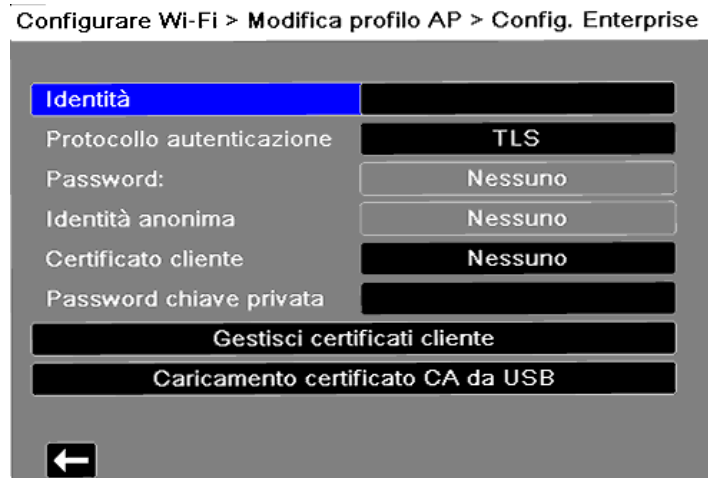 Configurare Wi-Fi > Modifica profilo AP > Config. Enterprise
Identità
Protocollo autenticazione TLS
Password: Nessuno
Identità anonima Nessuno
Certificato cliente Nessuno
Password chiave privata
Gestisci certificati cliente
Caricamento certificato CA da USB